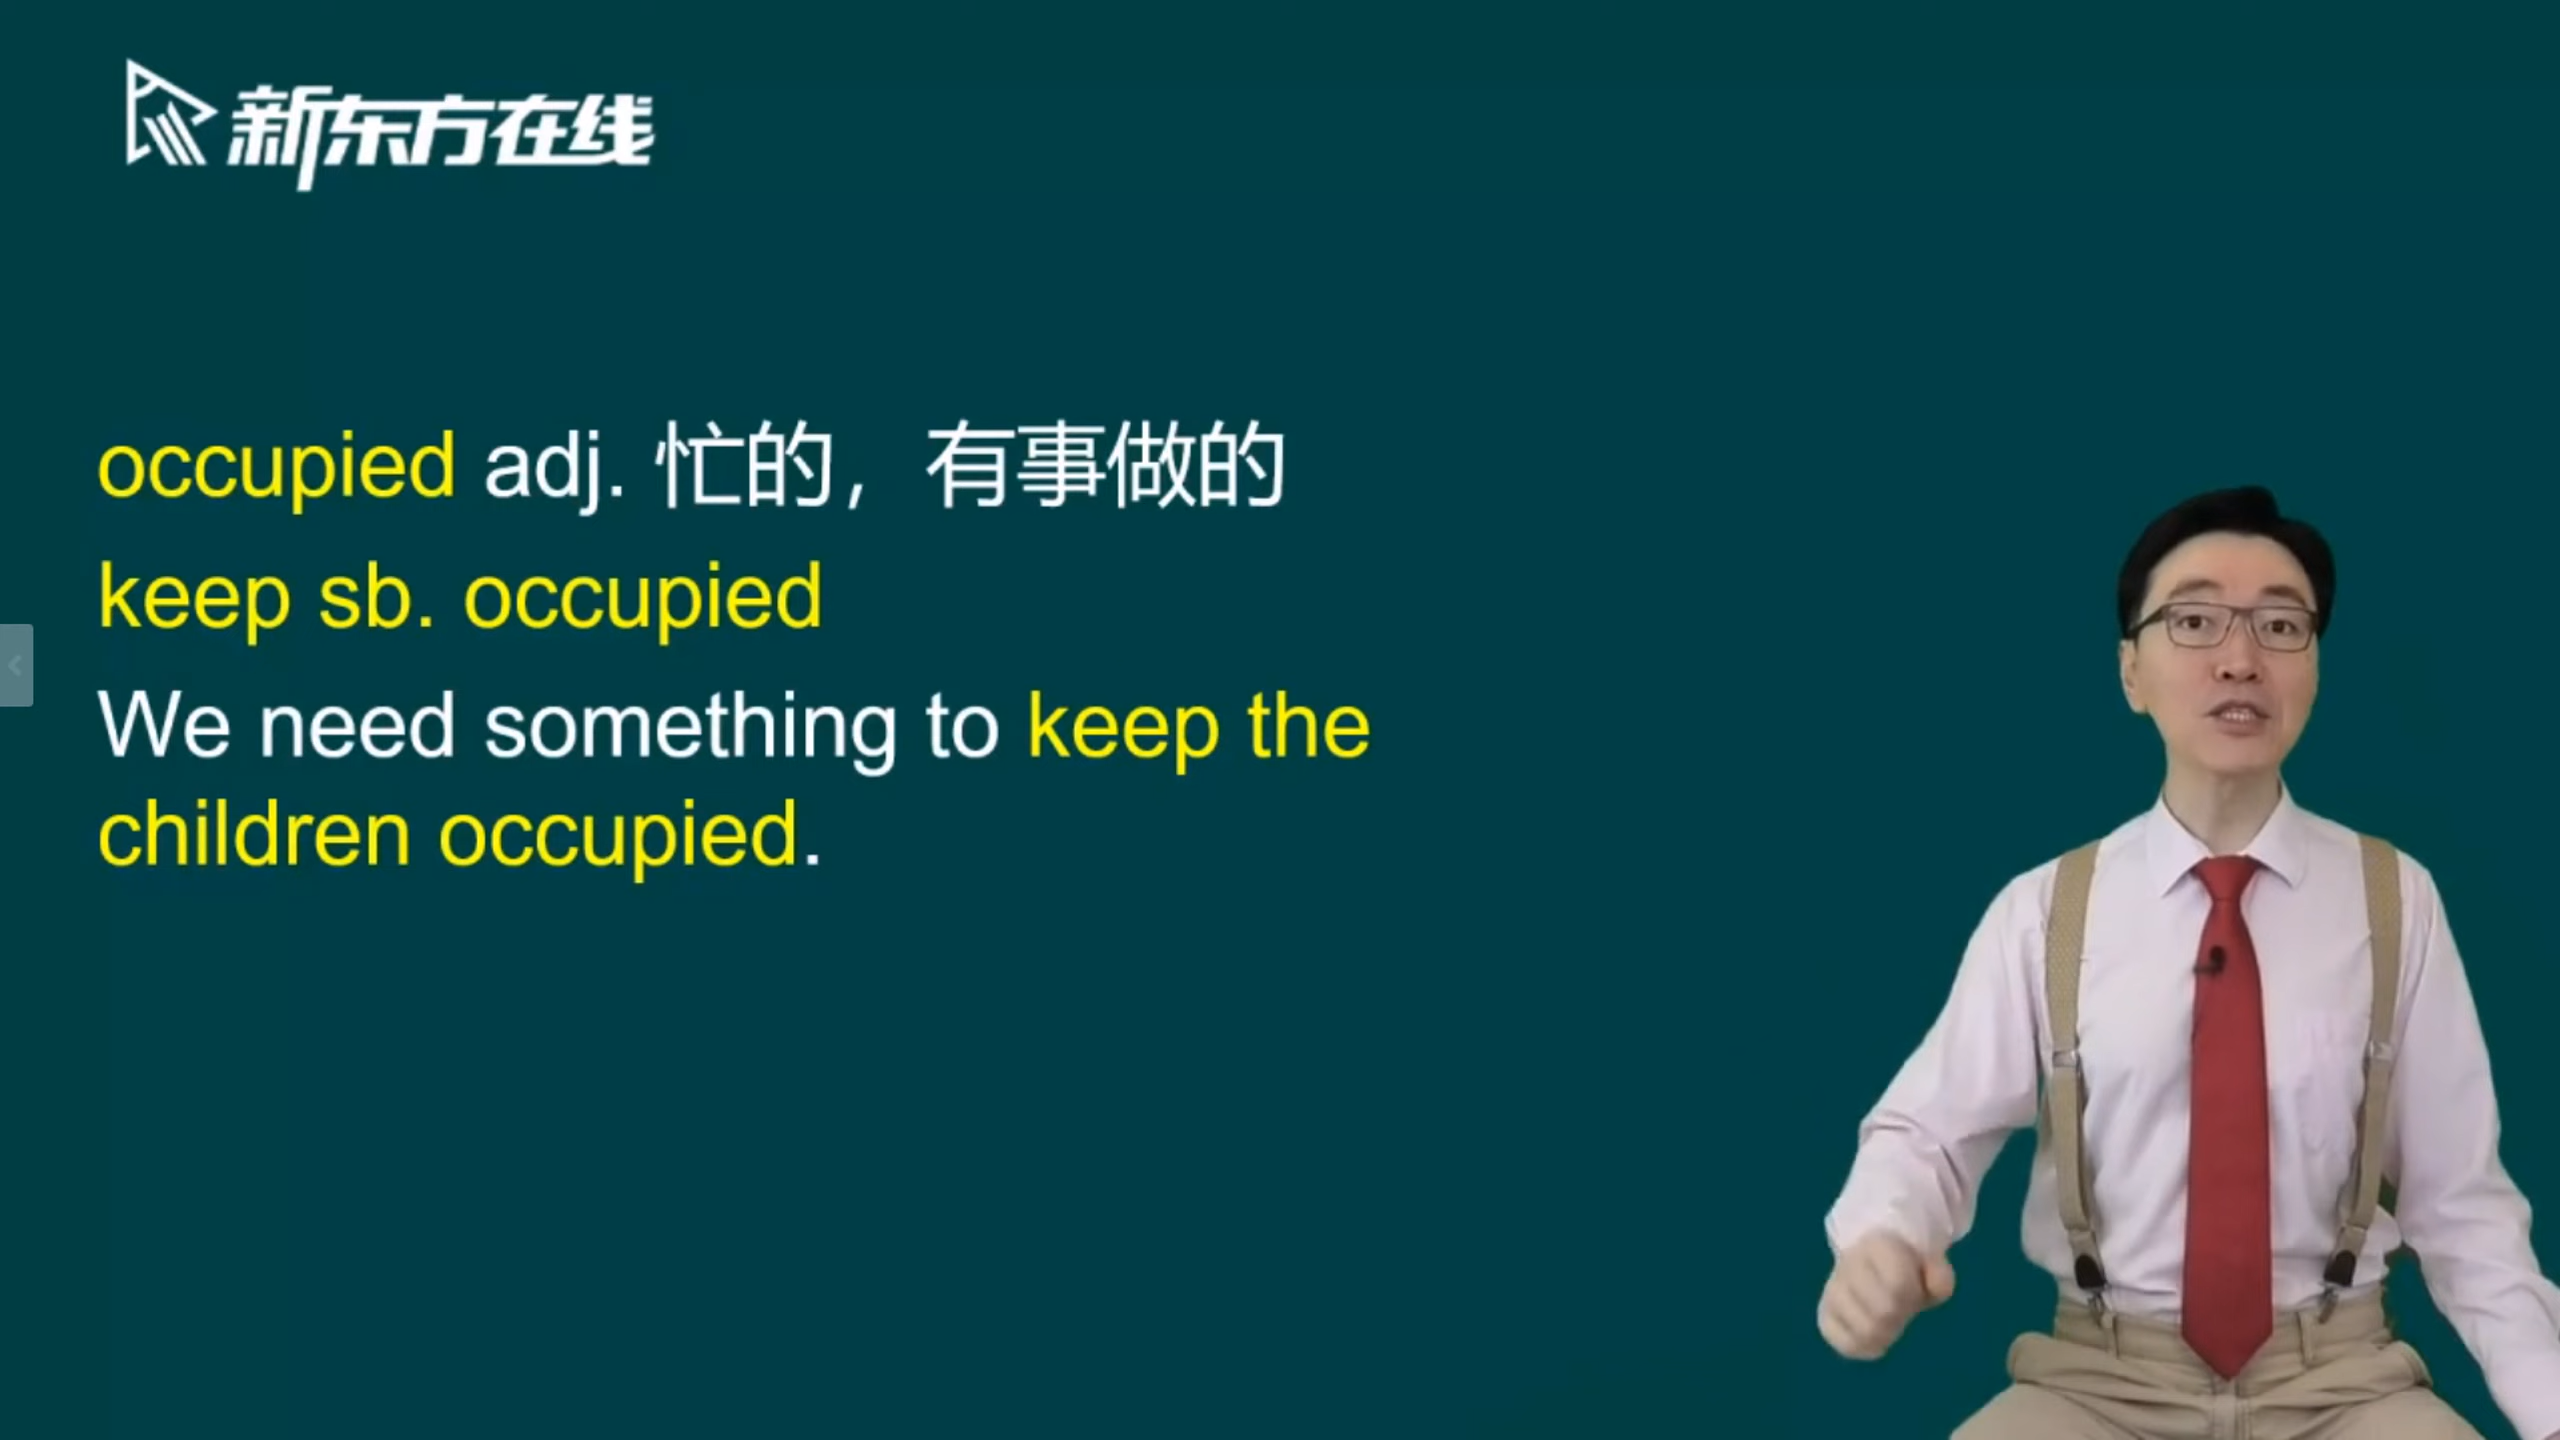 新东方在线
occupied adj. 忙的，有事做的
keep sb. occupied
We need something to keep the
children occupied.